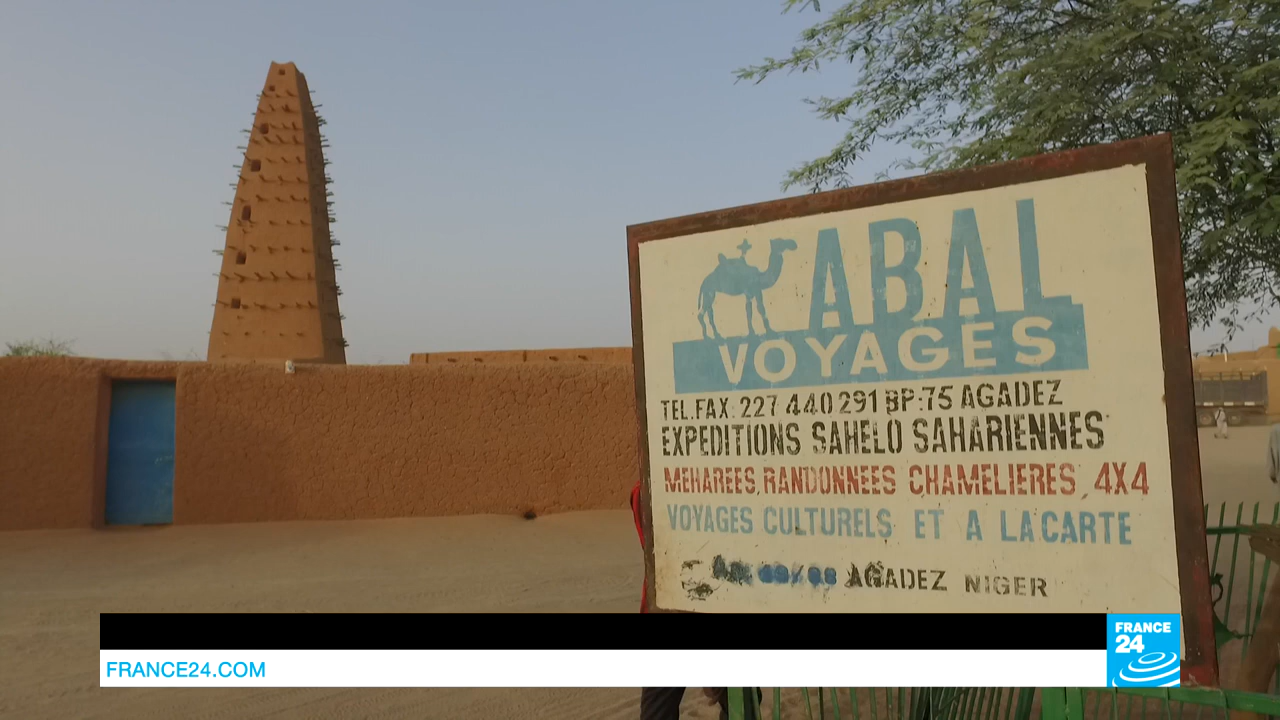 ABAL
VOYAGES
TEL.FAX: 227 440 291 BP:75 AGADEZ
EXPEDITIONS SAHELO SAHARIENNES
MEHAREES, RANDONNEES CHAMELIERES, 4X4
VOYAGES CULTURELS ET A LA CARTE
AGADEZ NIGER
FRANCE
24
FRANCE24.COM